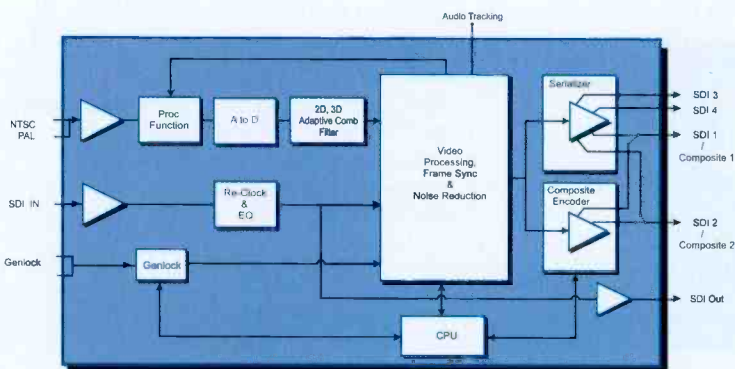 Audio Tracking
NTSC
PAL
Proc
Function
A to D
2D, 3D
Adaptive Comb
Filter
Video
Processing,
Frame Sync
&
Noise Reduction
Serializer
SDI 3
SDI 4
SDI 1
/
Composite 1
SDI IN
Re-Clock
&
EQ
Composite
Encoder
SDI 2
/
Composite 2
Genlock
Genlock
SDI Out
CPU